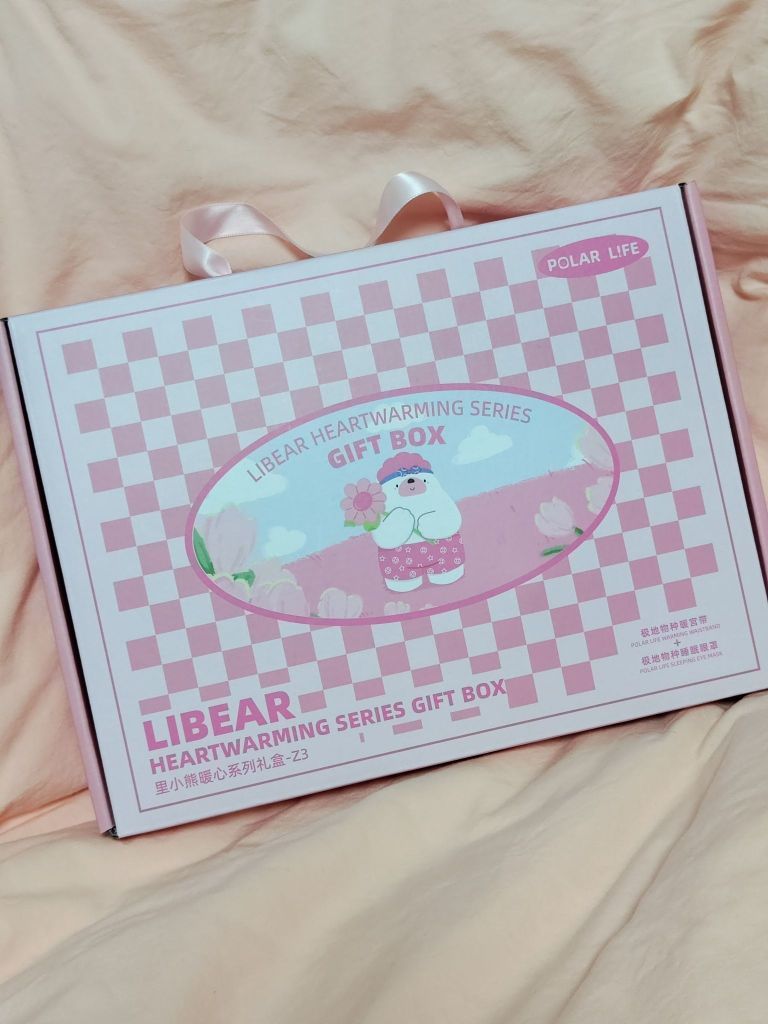 POLAR L!FE
LIBEAR HEARTWARMING SERIES
GIFT BOX
极地物种暖宫带
POLAR LIFE WARMING WAISTBAND
+
极地物种睡眠眼罩
POLAR LIFE SLEEPING EYE MASK
LIBEAR
HEARTWARMING SERIES GIFT BOX
里小熊暖心系列礼盒-Z3